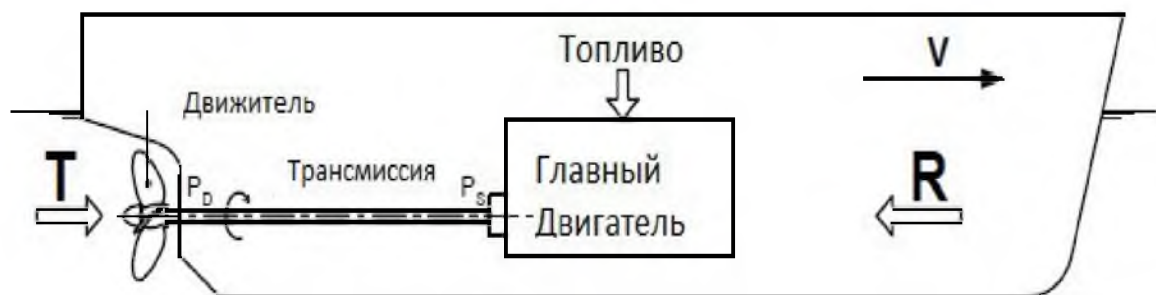 Топливо
V
Движитель
Трансмиссия
Главный
Двигатель
T
P_D
P_S
R